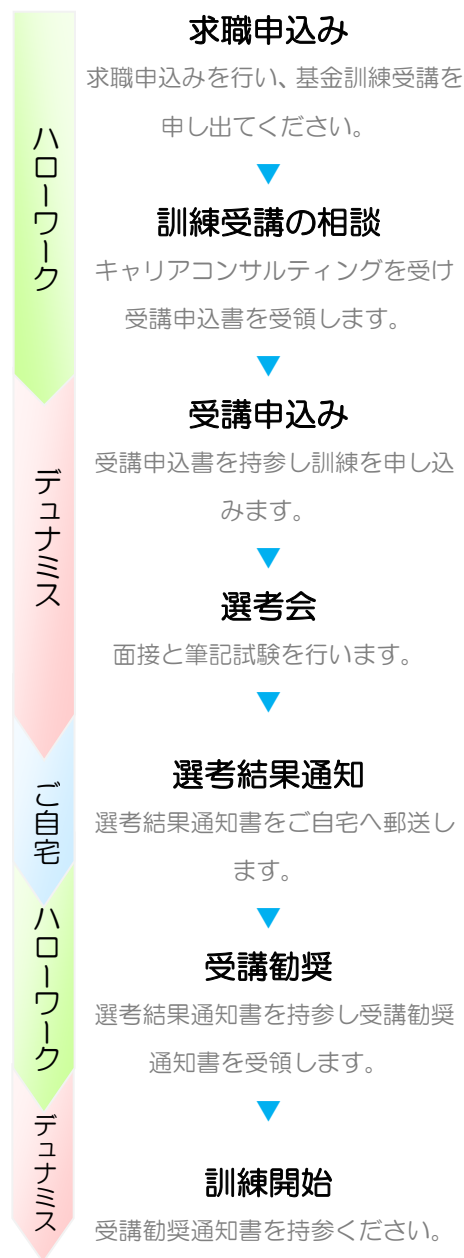 ハローワーク
求職申込み
求職申込みを行い、基金訓練受講を
申し出てください。
訓練受講の相談
キャリアコンサルティングを受け
受講申込書を受領します。
デュナミス
受講申込み
受講申込書を持参し訓練を申し込
みます。
選考会
面接と筆記試験を行います。
ご自宅
選考結果通知
選考結果通知書をご自宅へ郵送し
ます。
ハローワーク
受講勧奨
選考結果通知書を持参し受講勧奨
通知書を受領します。
デュナミス
訓練開始
受講勧奨通知書を持参ください。